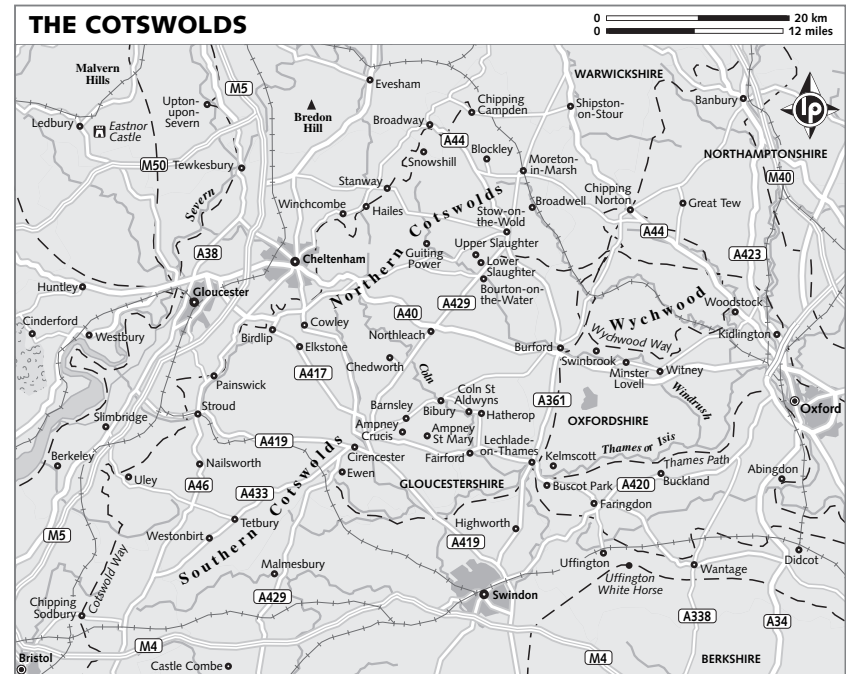 THE COTSWOLDS
0 20 km
0 12 miles
Malvern
Hills
M5
Evesham
WARWICKSHIRE
Upton-
upon-
Severn
Bredon
Hill
Chipping
Campden
Shipston-
on-Stour
Banbury
lp
Ledbury
Eastnor
Castle
Broadway
A44
Blockley
NORTHAMPTONSHIRE
M50
Tewkesbury
Snowshill
Moreton-
in-Marsh
M40
Stanway
Severn
Winchcombe
Hailes
Northern Cotswolds
Stow-on-
the-Wold
Broadwell
Chipping
Norton
Great Tew
A44
A38
Cheltenham
Guiting
Power
Upper Slaughter
Lower
Slaughter
Bourton-on-
the-Water
A423
Huntley
Gloucester
A429
Wychwood
Woodstock
Cinderford
Westbury
Birdlip
Cowley
A40
Northleach
Wychwood Way
Kidlington
Elkstone
Burford
Swinbrook
Chedworth
Coln
Minster
Lovell
Witney
A417
Painswick
Windrush
Coln St
Aldwyns
A361
Oxford
Slimbridge
Stroud
Barnsley
Bibury
Hatherop
OXFORDSHIRE
Ampney
Crucis
Ampney
St Mary
Lechlade-
on-Thames
Thames or Isis
A419
Cirencester
Fairford
Kelmscott
Thames Path
Berkeley
Nailsworth
Ewen
Abingdon
Uley
A46
GLOUCESTERSHIRE
Buscot Park
A420
Buckland
A433
Faringdon
Tetbury
Highworth
M5
Westonbirt
A419
Southern Cotswolds
Uffington
Didcot
Cotswold Way
Malmesbury
Uffington
White Horse
Wantage
A429
Swindon
Chipping
Sodbury
A338
A34
M4
M4
BERKSHIRE
Bristol
Castle Combe